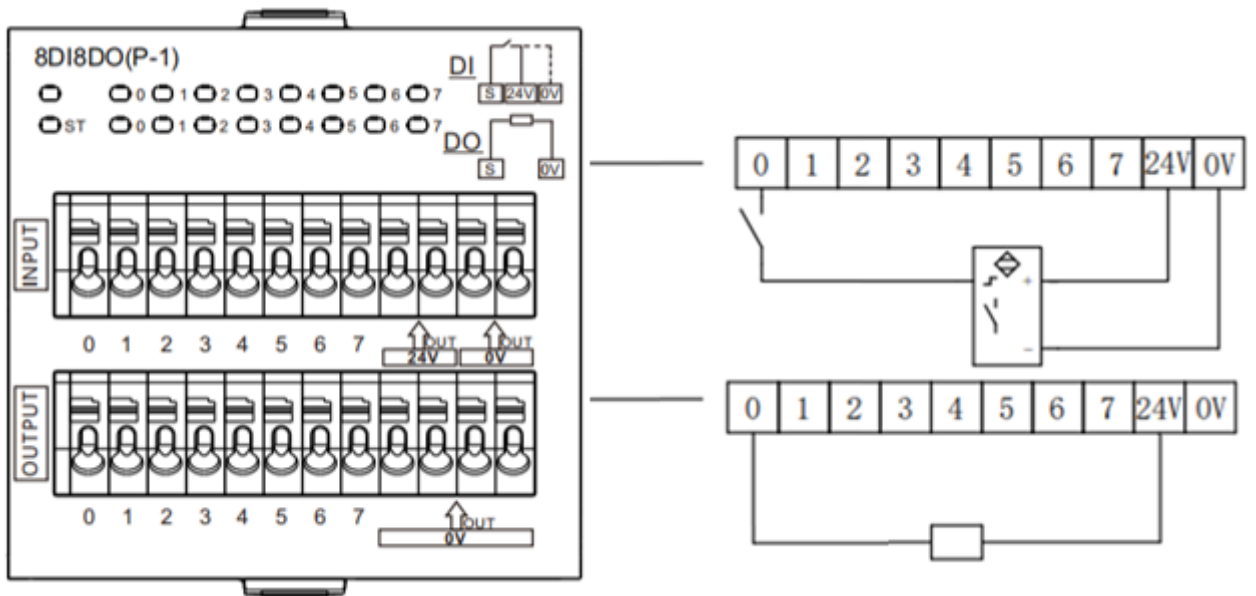 8DI8DO(P-1)
DI
S 24V 0V
0 1 2 3 4 5 6 7
ST 0 1 2 3 4 5 6 7
DO
S 0V
INPUT
0 1 2 3 4 5 6 7
OUT OUT
24V 0V
OUTPUT
0 1 2 3 4 5 6 7
OUT
0V
0 1 2 3 4 5 6 7 24V 0V
+
−
0 1 2 3 4 5 6 7 24V 0V